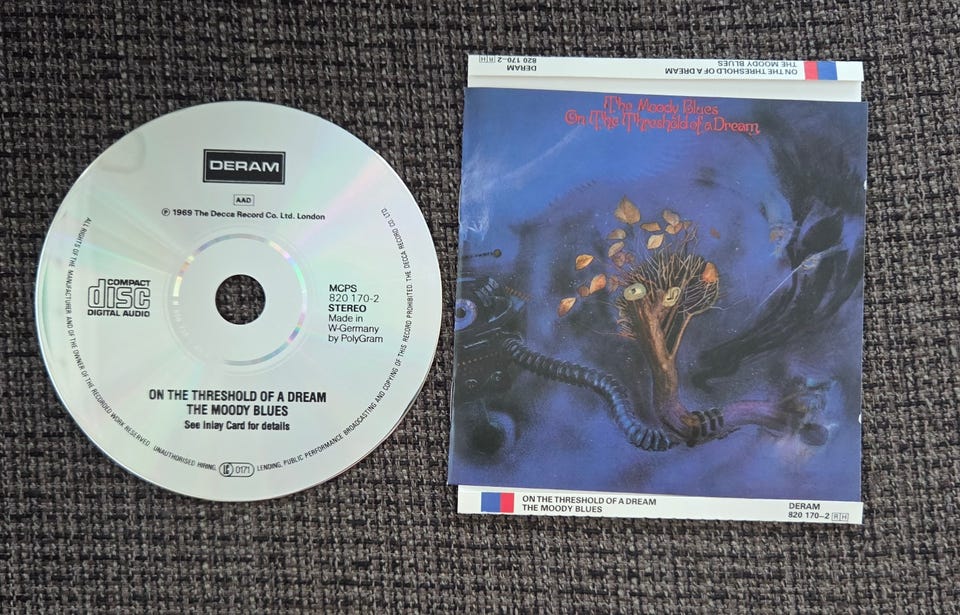 DERAM
AAD
℗ 1969 The Decca Record Co. Ltd. London
COMPACT
disc
DIGITAL AUDIO
MCPS
820 170-2
STEREO
Made in
W-Germany
by PolyGram
ON THE THRESHOLD OF A DREAM
THE MOODY BLUES
See Inlay Card for details
ALL RIGHTS OF THE MANUFACTURER AND OF THE OWNER OF THE RECORDED WORK RESERVED. UNAUTHORISED HIRING, LENDING, PUBLIC PERFORMANCE BROADCASTING AND COPYING OF THIS RECORD PROHIBITED. THE DECCA RECORD CO. LTD.
0171
ON THE THRESHOLD OF A DREAM
THE MOODY BLUES
DERAM
820 170-2 RH
The Moody Blues
On The Threshold of a Dream
ON THE THRESHOLD OF A DREAM
THE MOODY BLUES
DERAM
820 170-2 RH